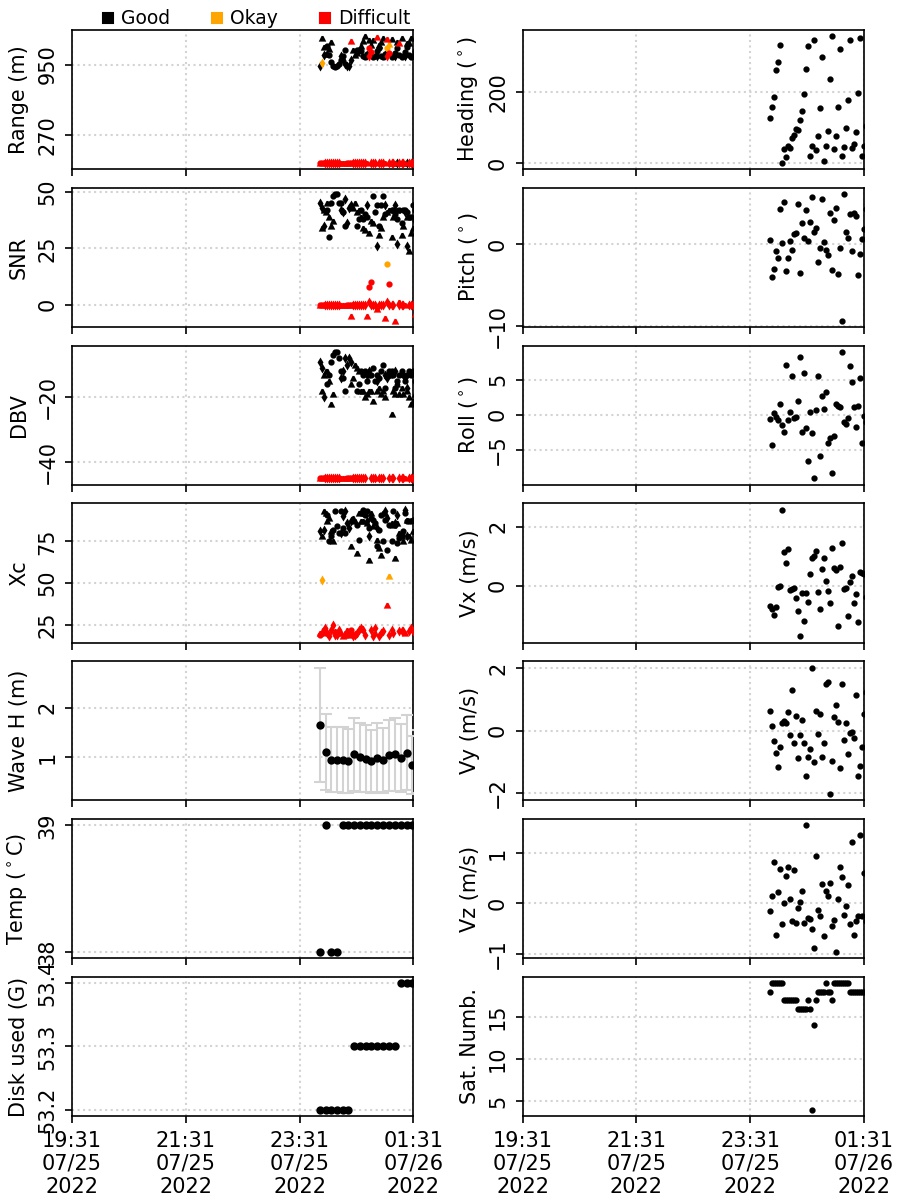 Good Okay Difficult
Range (m)
950
270
Heading (°)
200
0
SNR
50
25
0
Pitch (°)
0
−10
DBV
−20
−40
Roll (°)
5
0
−5
Xc
75
50
25
Vx (m/s)
2
0
Wave H (m)
2
1
Vy (m/s)
2
0
−2
Temp (°C)
39
38
Vz (m/s)
1
0
−1
Disk used (G)
53.4
53.3
53.2
Sat. Numb.
15
10
5
19:31 21:31 23:31 01:31
07/25 07/25 07/25 07/26
2022 2022 2022 2022
19:31 21:31 23:31 01:31
07/25 07/25 07/25 07/26
2022 2022 2022 2022